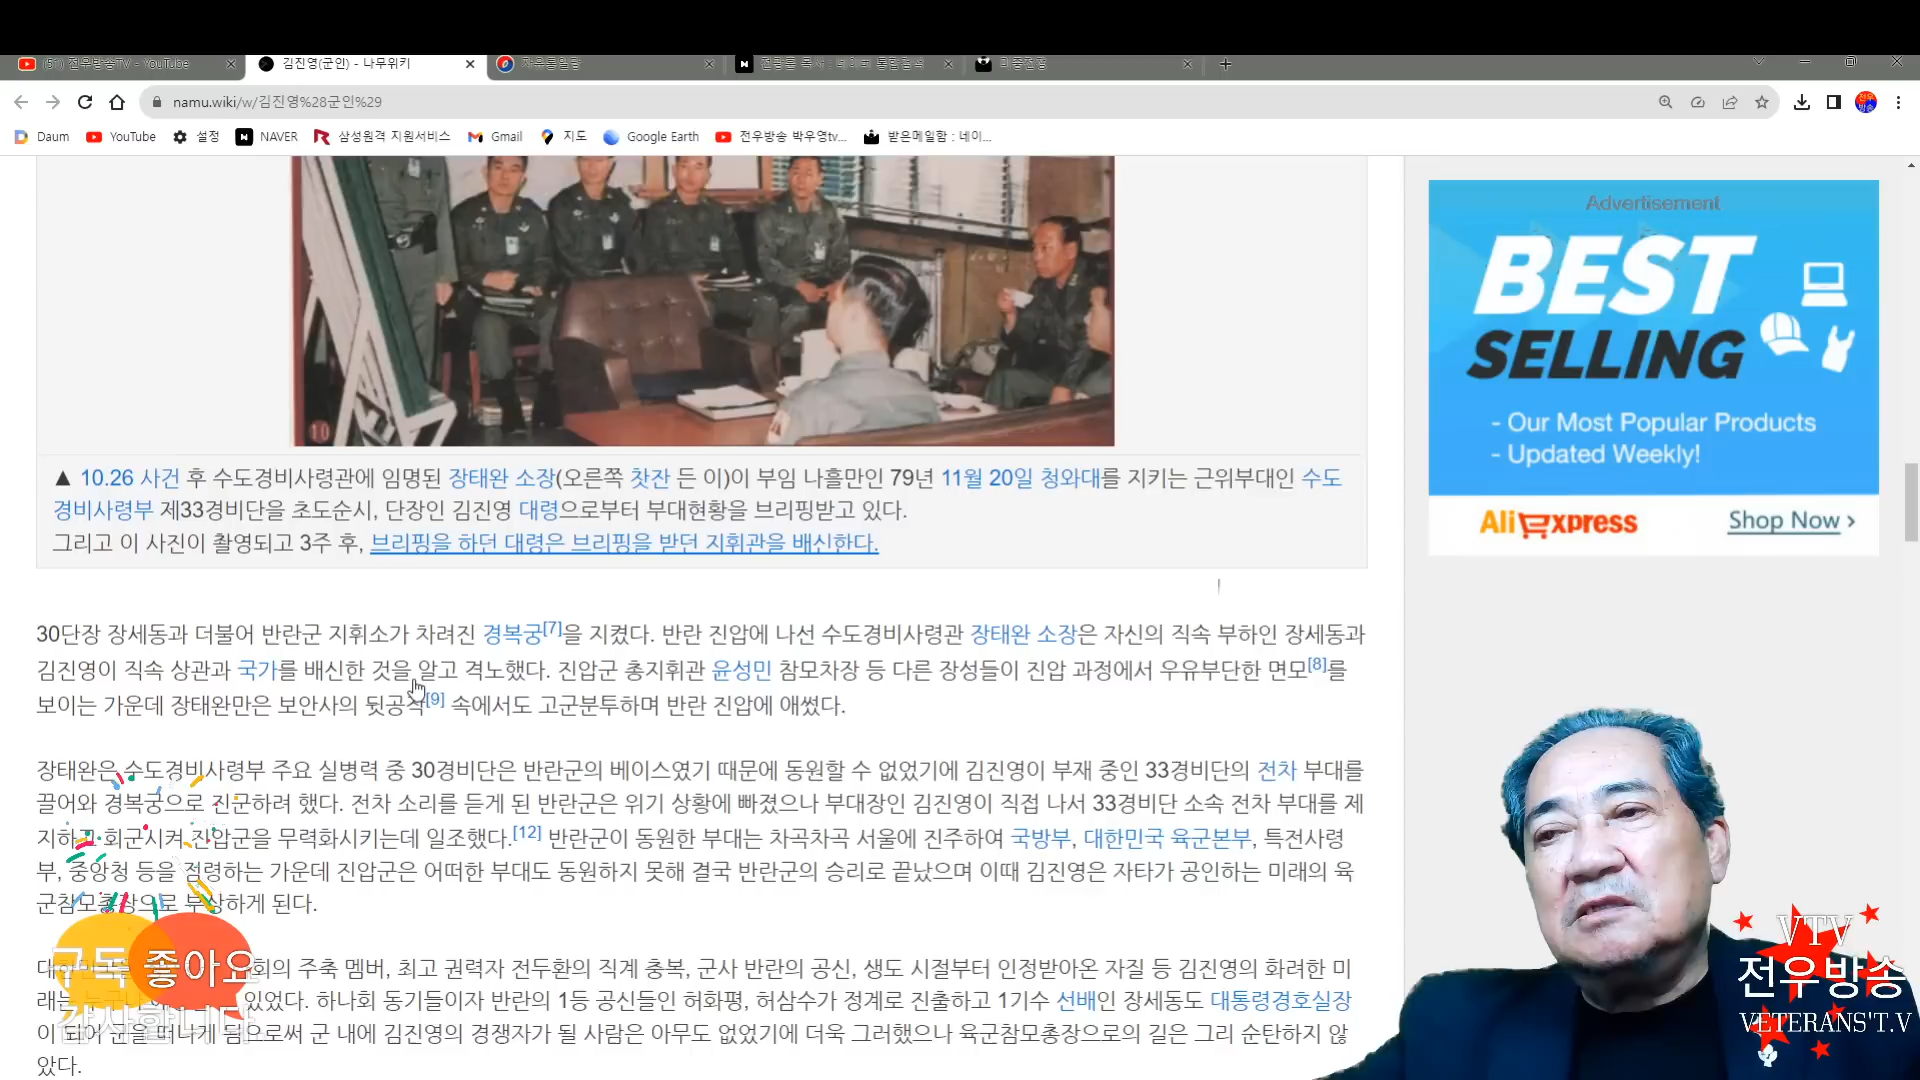 (51) 전우방송TV - YouTube
김진영(군인) - 나무위키
자유통일당
전광훈 목사 : 네이버 통합검색
namu.wiki/w/김진영%28군인%29
Daum
YouTube
설정
NAVER
삼성원격 지원서비스
Gmail
지도
Google Earth
전우방송 박우영tv...
받은메일함 : 네이...
10
▲ 10.26 사건 후 수도경비사령관에 임명된 장태완 소장(오른쪽 찻잔 든 이)이 부임 나흘만인 79년 11월 20일 청와대를 지키는 근위부대인 수도
경비사령부 제33경비단을 초도순시, 단장인 김진영 대령으로부터 부대현황을 브리핑받고 있다.
그리고 이 사진이 촬영되고 3주 후, 브리핑을 하던 대령은 브리핑을 받던 지휘관을 배신한다.
30단장 장세동과 더불어 반란군 지휘소가 차려진 경복궁[7]을 지켰다. 반란 진압에 나선 수도경비사령관 장태완 소장은 자신의 직속 부하인 장세동과
김진영이 직속 상관과 국가를 배신한 것을 알고 격노했다. 진압군 총지휘관 윤성민 참모차장 등 다른 장성들이 진압 과정에서 우유부단한 면모[8]를
보이는 가운데 장태완만은 보안사의 뒷공작[9] 속에서도 고군분투하며 반란 진압에 애썼다.
장태완은 수도경비사령부 주요 실병력 중 30경비단은 반란군의 베이스였기 때문에 동원할 수 없었기에 김진영이 부재 중인 33경비단의 전차 부대를
끌어와 경복궁으로 진군하려 했다. 전차 소리를 듣게 된 반란군은 위기 상황에 빠졌으나 부대장인 김진영이 직접 나서 33경비단 소속 전차 부대를 제
지하고 회군시켜 진압군을 무력화시키는데 일조했다.[12] 반란군이 동원한 부대는 차곡차곡 서울에 진주하여 국방부, 대한민국 육군본부, 특전사령
부, 중앙청 등을 점령하는 가운데 진압군은 어떠한 부대도 동원하지 못해 결국 반란군의 승리로 끝났으며 이때 김진영은 자타가 공인하는 미래의 육
군참모총장으로 부상하게 된다.
회의 주축 멤버, 최고 권력자 전두환의 직계 충복, 군사 반란의 공신, 생도 시절부터 인정받아온 자질 등 김진영의 화려한 미
래는 있었다. 하나회 동기들이자 반란의 1등 공신들인 허화평, 허삼수가 정계로 진출하고 1기수 선배인 장세동도 대통령경호실장
이 되어 군을 떠나게 됨으로써 군 내에 김진영의 경쟁자가 될 사람은 아무도 없었기에 더욱 그러했으나 육군참모총장으로의 길은 그리 순탄하지 않
았다.
구독 좋아요
감사합니다
Advertisement
BEST
SELLING
- Our Most Popular Products
- Updated Weekly!
AliExpress
Shop Now ›
VTV
전우방송
VETERANS'T.V